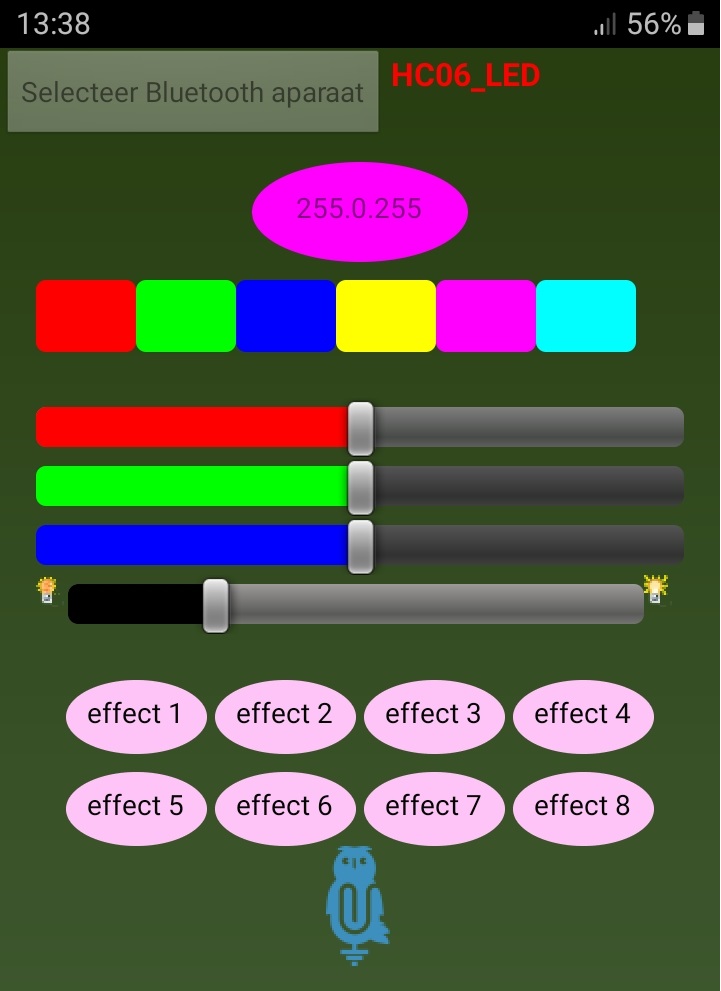 13:38
56%
Selecteer Bluetooth aparaat
HC06_LED
255.0.255
effect 1 effect 2 effect 3 effect 4
effect 5 effect 6 effect 7 effect 8